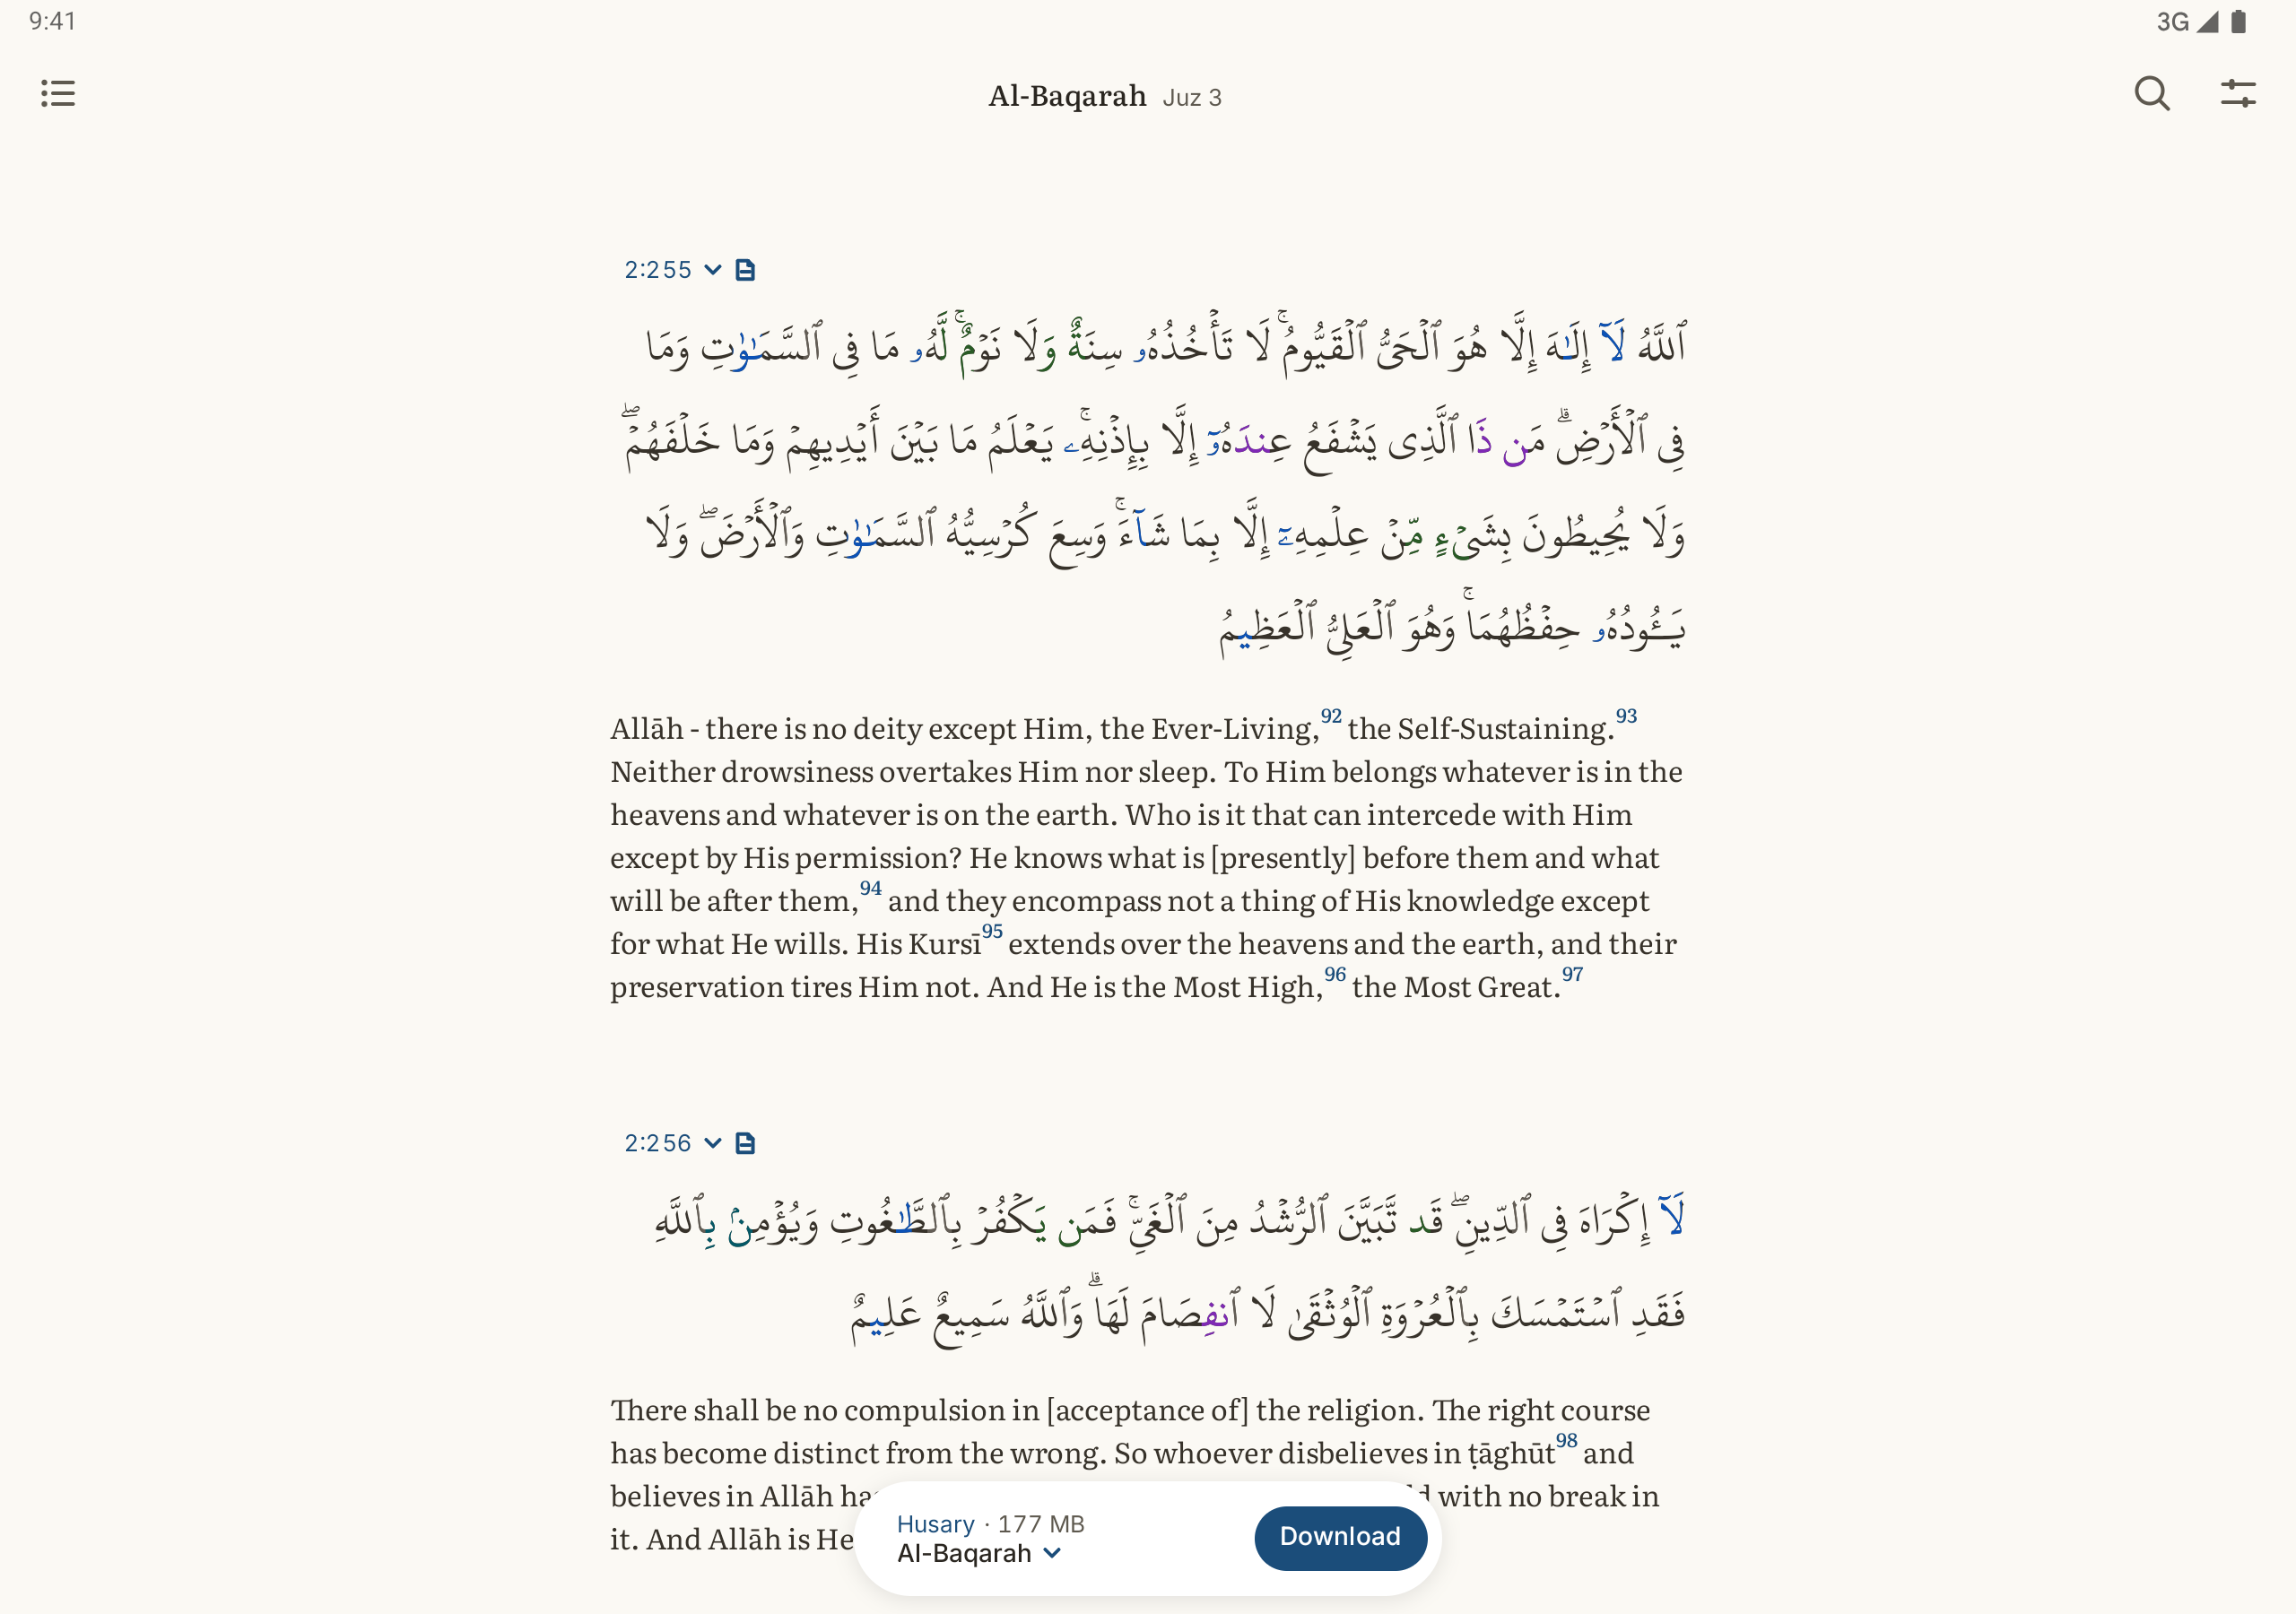 9:41
3G
Al-Baqarah Juz 3
2:255
ٱللَّهُ لَآ إِلَـٰهَ إِلَّا هُوَ ٱلْحَىُّ ٱلْقَيُّومُ ۚ لَا تَأْخُذُهُۥ سِنَةٌ وَلَا نَوْمٌ ۚ لَّهُۥ مَا فِى ٱلسَّمَـٰوَٰتِ وَمَا
فِى ٱلْأَرْضِ ۗ مَن ذَا ٱلَّذِى يَشْفَعُ عِندَهُۥٓ إِلَّا بِإِذْنِهِۦ ۚ يَعْلَمُ مَا بَيْنَ أَيْدِيهِمْ وَمَا خَلْفَهُمْ ۖ
وَلَا يُحِيطُونَ بِشَىْءٍ مِّنْ عِلْمِهِۦٓ إِلَّا بِمَا شَآءَ ۚ وَسِعَ كُرْسِيُّهُ ٱلسَّمَـٰوَٰتِ وَٱلْأَرْضَ ۖ وَلَا
يَـُٔودُهُۥ حِفْظُهُمَا ۚ وَهُوَ ٱلْعَلِىُّ ٱلْعَظِيمُ
Allāh - there is no deity except Him, the Ever-Living,92 the Self-Sustaining.93
Neither drowsiness overtakes Him nor sleep. To Him belongs whatever is in the
heavens and whatever is on the earth. Who is it that can intercede with Him
except by His permission? He knows what is [presently] before them and what
will be after them,94 and they encompass not a thing of His knowledge except
for what He wills. His Kursī95 extends over the heavens and the earth, and their
preservation tires Him not. And He is the Most High,96 the Most Great.97
2:256
لَآ إِكْرَاهَ فِى ٱلدِّينِ ۖ قَد تَّبَيَّنَ ٱلرُّشْدُ مِنَ ٱلْغَىِّ ۚ فَمَن يَكْفُرْ بِٱلطَّـٰغُوتِ وَيُؤْمِنۢ بِٱللَّهِ
فَقَدِ ٱسْتَمْسَكَ بِٱلْعُرْوَةِ ٱلْوُثْقَىٰ لَا ٱنفِصَامَ لَهَا ۗ وَٱللَّهُ سَمِيعٌ عَلِيمٌ
There shall be no compulsion in [acceptance of] the religion. The right course
has become distinct from the wrong. So whoever disbelieves in ṭāghūt98 and
believes in Allāh with no break in
it. And Allāh is
Husary · 177 MB
Al-Baqarah
Download